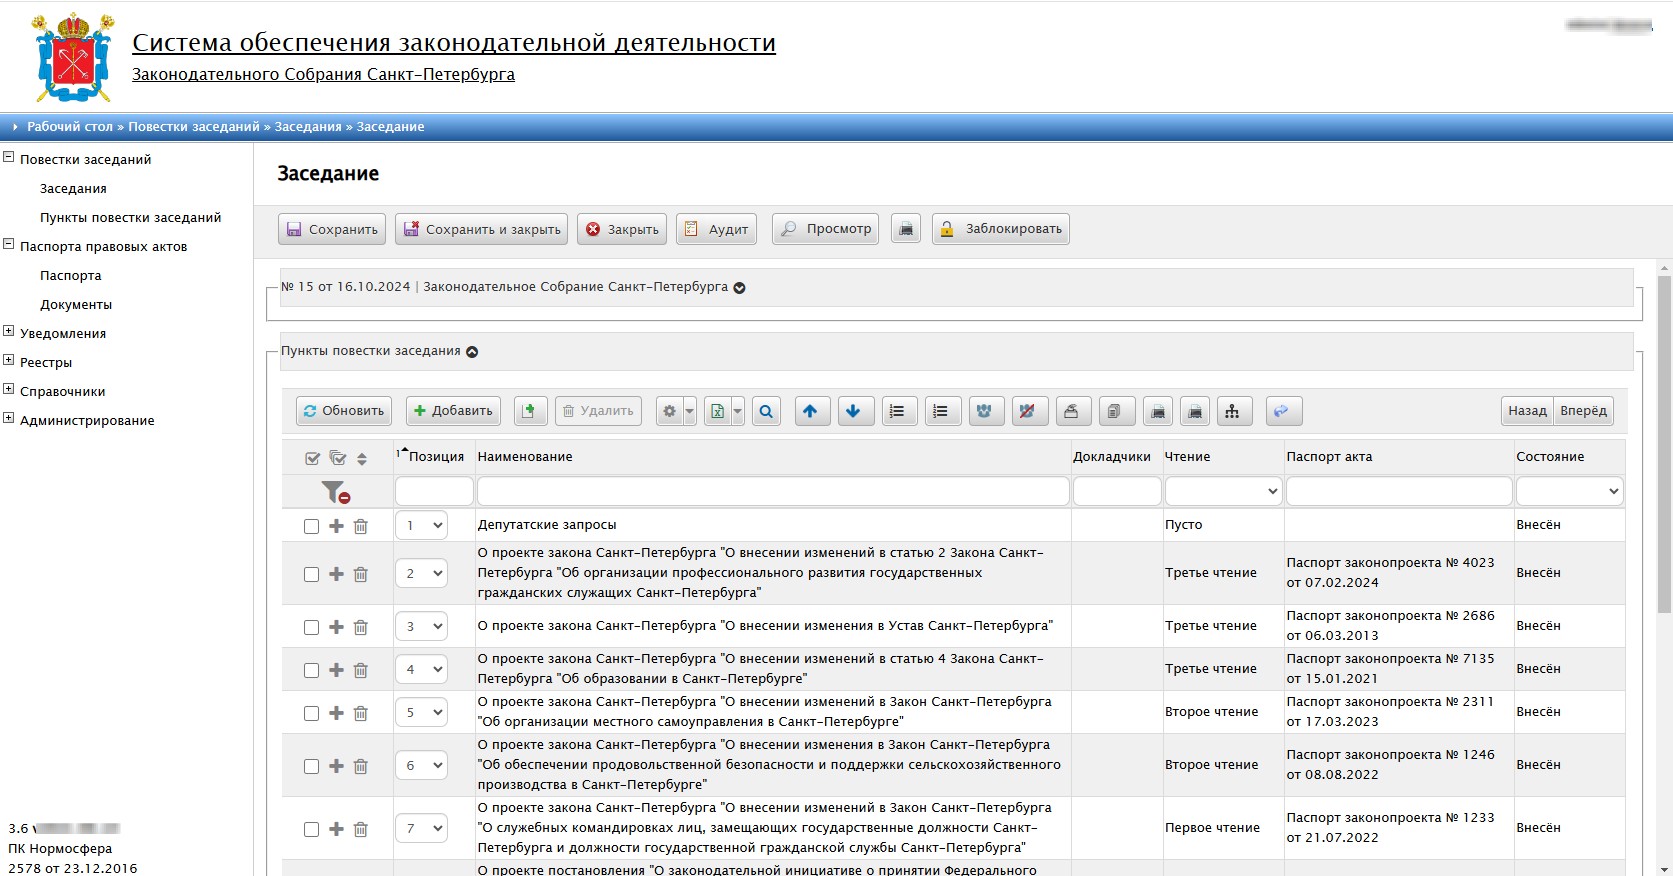 Система обеспечения законодательной деятельности
Законодательного Собрания Санкт-Петербурга
Рабочий стол » Повестки заседаний » Заседания » Заседание
Повестки заседаний
Заседания
Пункты повестки заседаний
Паспорта правовых актов
Паспорта
Документы
Уведомления
Реестры
Справочники
Администрирование
3.6
ПК Нормосфера
2578 от 23.12.2016
Заседание
Сохранить Сохранить и закрыть Закрыть Аудит Просмотр Заблокировать
№ 15 от 16.10.2024 | Законодательное Собрание Санкт-Петербурга
Пункты повестки заседания
Обновить Добавить Удалить Назад Вперёд
1 Позиция Наименование Докладчики Чтение Паспорт акта Состояние
1 Депутатские запросы Пусто Внесён
О проекте закона Санкт-Петербурга "О внесении изменений в статью 2 Закона Санкт-
Петербурга "Об организации профессионального развития государственных
гражданских служащих Санкт-Петербурга"
2 Третье чтение
Паспорт законопроекта № 4023
от 07.02.2024
Внесён
3 О проекте закона Санкт-Петербурга "О внесении изменения в Устав Санкт-Петербурга" Третье чтение
Паспорт законопроекта № 2686
от 06.03.2013
Внесён
О проекте закона Санкт-Петербурга "О внесении изменений в статью 4 Закона Санкт-
Петербурга "Об образовании в Санкт-Петербурге"
4 Третье чтение
Паспорт законопроекта № 7135
от 15.01.2021
Внесён
О проекте закона Санкт-Петербурга "О внесении изменений в Закон Санкт-Петербурга
"Об организации местного самоуправления в Санкт-Петербурге"
5 Второе чтение
Паспорт законопроекта № 2311
от 17.03.2023
Внесён
О проекте закона Санкт-Петербурга "О внесении изменения в Закон Санкт-Петербурга
"Об обеспечении продовольственной безопасности и поддержки сельскохозяйственного
производства в Санкт-Петербурге"
6 Второе чтение
Паспорт законопроекта № 1246
от 08.08.2022
Внесён
О проекте закона Санкт-Петербурга "О внесении изменений в Закон Санкт-Петербурга
"О служебных командировках лиц, замещающих государственные должности Санкт-
Петербурга и должности государственной гражданской службы Санкт-Петербурга"
7 Первое чтение
Паспорт законопроекта № 1233
от 21.07.2022
Внесён
О проекте постановления "О законодательной инициативе о принятии Федерального